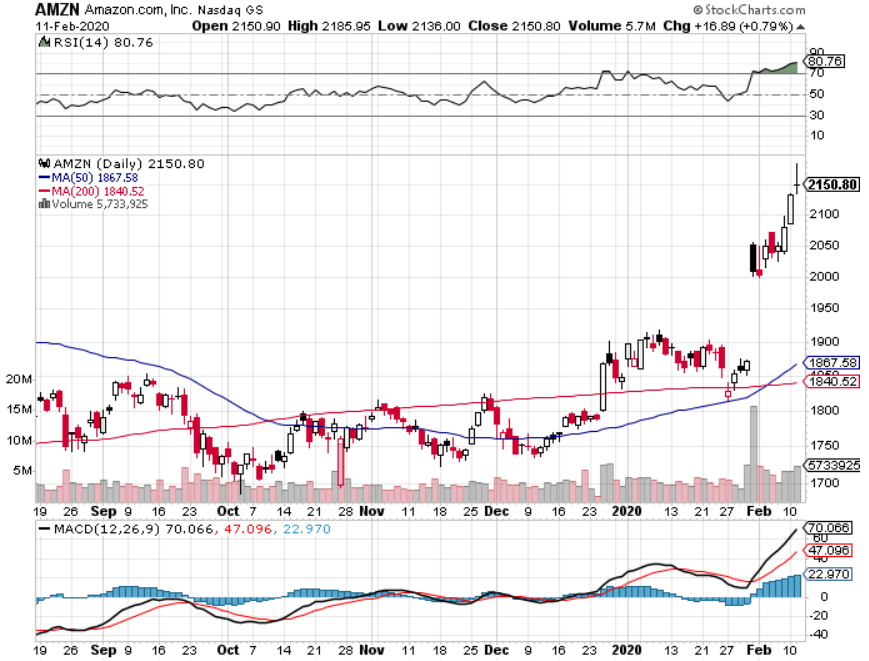 AMZN Amazon.com, Inc. Nasdaq GS © StockCharts.com
11-Feb-2020 Open 2150.90 High 2185.95 Low 2136.00 Close 2150.80 Volume 5.7M Chg +16.89 (+0.79%)
RSI(14) 80.76
90
80.76
70
50
30
10
AMZN (Daily) 2150.80
MA(50) 1867.58
MA(200) 1840.52
Volume 5,733,925
2150.80
2100
2050
2000
1950
1900
1867.58
1850
1840.52
1800
1750
5733925
1700
20M
15M
10M
5M
19 26 Sep 9 16 23 Oct 7 14 21 28 Nov 11 18 25 Dec 9 16 23 2020 13 21 27 Feb 10
MACD(12,26,9) 70.066, 47.096, 22.970
70.066
60
47.096
40
22.970
0
-20
-40
19 26 Sep 9 16 23 Oct 7 14 21 28 Nov 11 18 25 Dec 9 16 23 2020 13 21 27 Feb 10